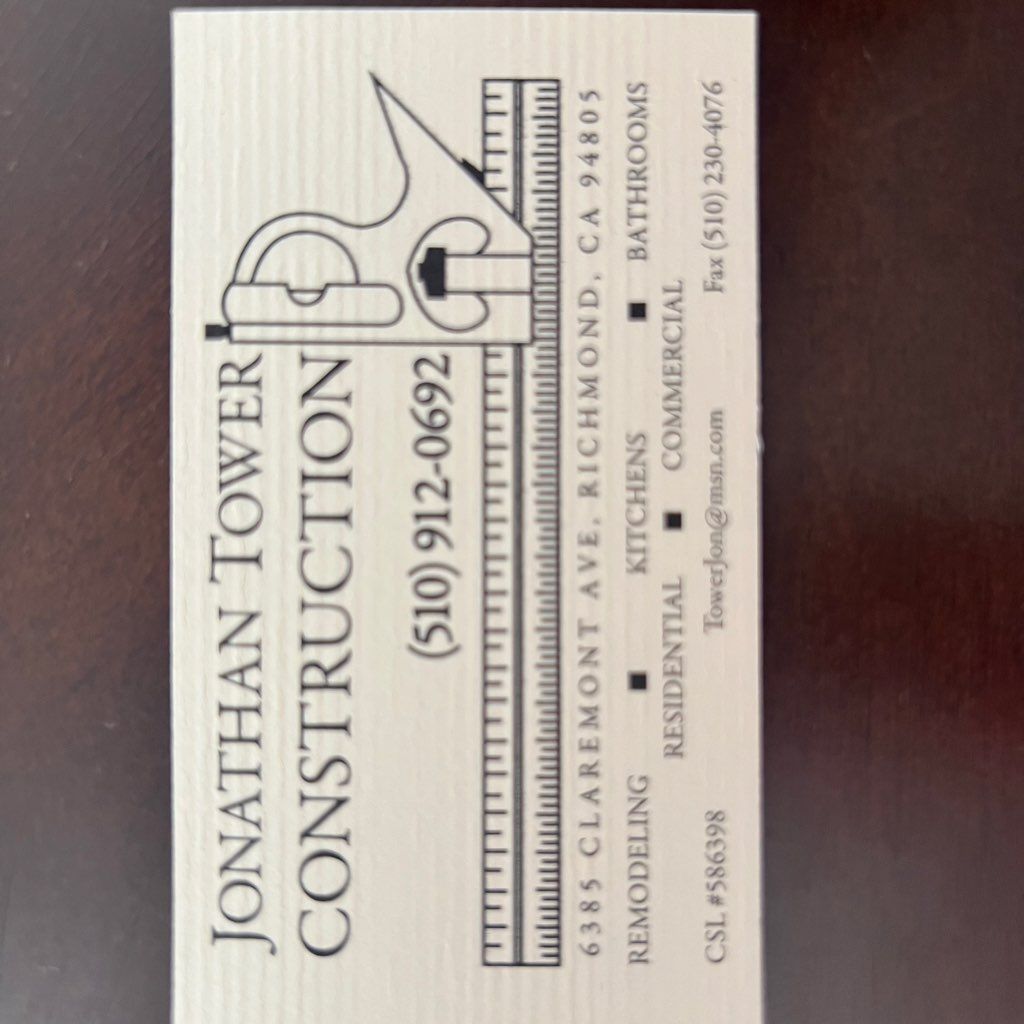 JONATHAN TOWER
CONSTRUCTION
(510) 912-0692
6385 CLAREMONT AVE, RICHMOND, CA 94805
REMODELING ■ KITCHENS ■ BATHROOMS
RESIDENTIAL ■ COMMERCIAL
CSL #586398 TowerJon@msn.com Fax (510) 230-4076